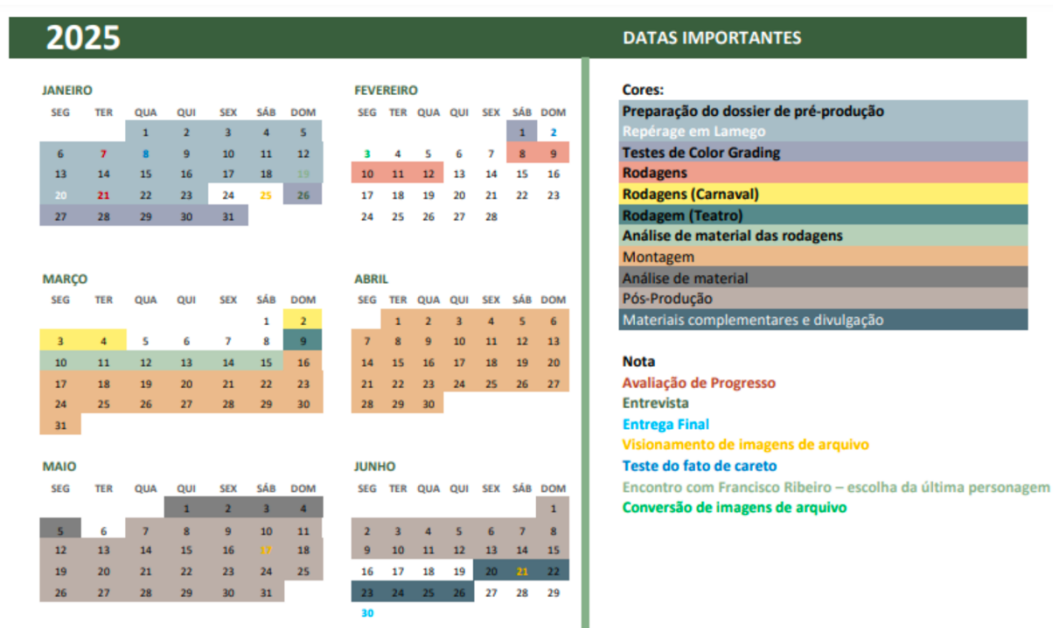 2025
DATAS IMPORTANTES
JANEIRO
SEG TER QUA QUI SEX SÁB DOM
1 2 3 4 5
6 7 8 9 10 11 12
13 14 15 16 17 18 19
20 21 22 23 24 25 26
27 28 29 30 31
FEVEREIRO
SEG TER QUA QUI SEX SÁB DOM
1 2
3 4 5 6 7 8 9
10 11 12 13 14 15 16
17 18 19 20 21 22 23
24 25 26 27 28
MARÇO
SEG TER QUA QUI SEX SÁB DOM
1 2
3 4 5 6 7 8 9
10 11 12 13 14 15 16
17 18 19 20 21 22 23
24 25 26 27 28 29 30
31
ABRIL
SEG TER QUA QUI SEX SÁB DOM
1 2 3 4 5 6
7 8 9 10 11 12 13
14 15 16 17 18 19 20
21 22 23 24 25 26 27
28 29 30
MAIO
SEG TER QUA QUI SEX SÁB DOM
1 2 3 4
5 6 7 8 9 10 11
12 13 14 15 16 17 18
19 20 21 22 23 24 25
26 27 28 29 30 31
JUNHO
SEG TER QUA QUI SEX SÁB DOM
1
2 3 4 5 6 7 8
9 10 11 12 13 14 15
16 17 18 19 20 21 22
23 24 25 26 27 28 29
30
Cores:
Preparação do dossier de pré-produção
Repérage em Lamego
Testes de Color Grading
Rodagens
Rodagens (Carnaval)
Rodagem (Teatro)
Análise de material das rodagens
Montagem
Análise de material
Pós-Produção
Materiais complementares e divulgação
Nota
Avaliação de Progresso
Entrevista
Entrega Final
Visionamento de imagens de arquivo
Teste do fato de careto
Encontro com Francisco Ribeiro – escolha da última personagem
Conversão de imagens de arquivo